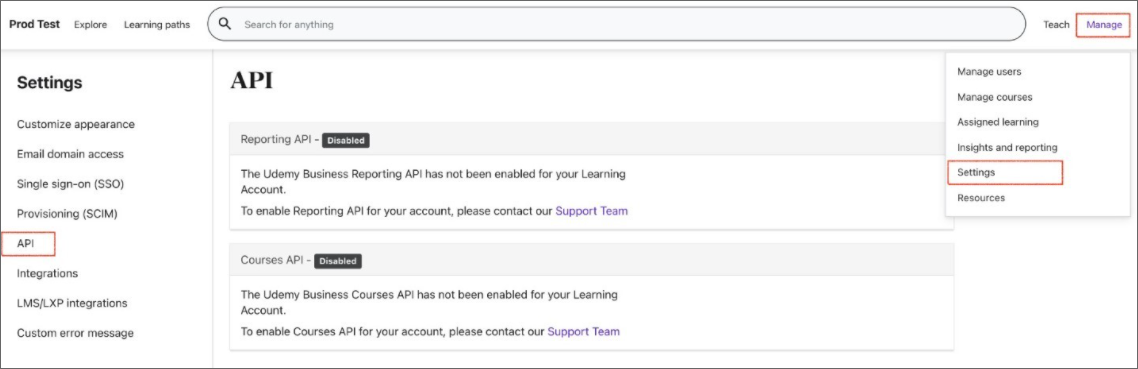 Prod Test Explore Learning paths Search for anything Teach Manage
Settings
Customize appearance
Email domain access
Single sign-on (SSO)
Provisioning (SCIM)
API
Integrations
LMS/LXP integrations
Custom error message
API
Reporting API - Disabled
The Udemy Business Reporting API has not been enabled for your Learning
Account.
To enable Reporting API for your account, please contact our Support Team
Courses API - Disabled
The Udemy Business Courses API has not been enabled for your Learning
Account.
To enable Courses API for your account, please contact our Support Team
Manage users
Manage courses
Assigned learning
Insights and reporting
Settings
Resources